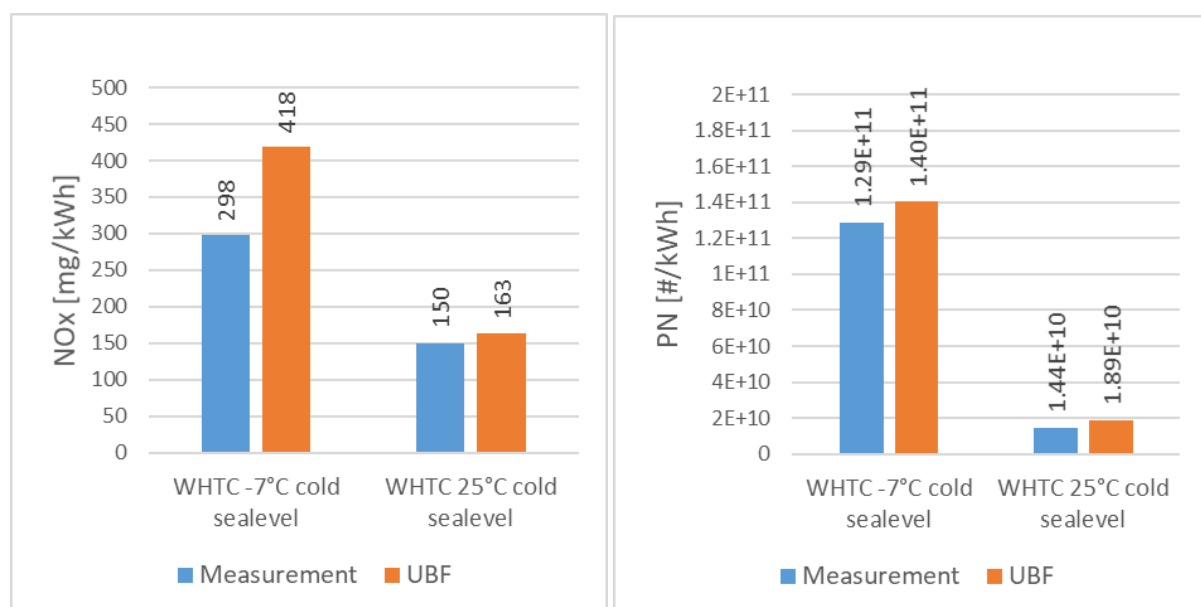 NOx [mg/kWh]
500
450
400
350
300
250
200
150
100
50
0
298
418
150
163
WHTC -7°C cold
sealevel
WHTC 25°C cold
sealevel
Measurement
UBF
PN [#/kWh]
2E+11
1.8E+11
1.6E+11
1.4E+11
1.2E+11
1E+11
8E+10
6E+10
4E+10
2E+10
0
1.29E+11
1.40E+11
1.44E+10
1.89E+10
WHTC -7°C cold
sealevel
WHTC 25°C cold
sealevel
Measurement
UBF